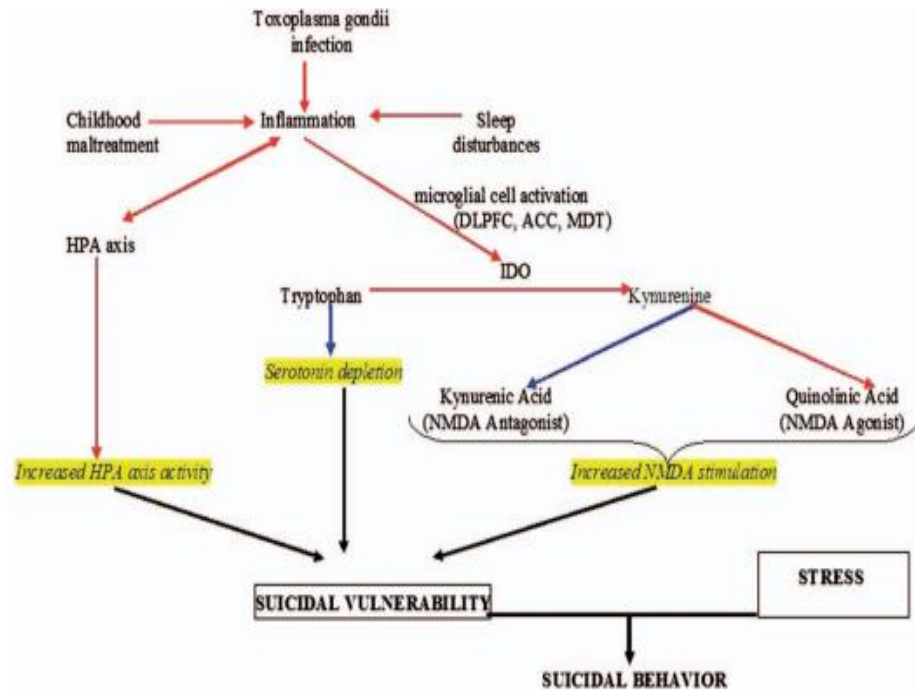 Toxoplasma gondii
infection
Childhood
maltreatment
Inflammation
Sleep
disturbances
microglial cell activation
(DLPFC, ACC, MDT)
HPA axis
IDO
Tryptophan
Kynurenine
Serotonin depletion
Kynurenic Acid
(NMDA Antagonist)
Quinolinic Acid
(NMDA Agonist)
Increased HPA axis activity
Increased NMDA stimulation
STRESS
SUICIDAL VULNERABILITY
SUICIDAL BEHAVIOR